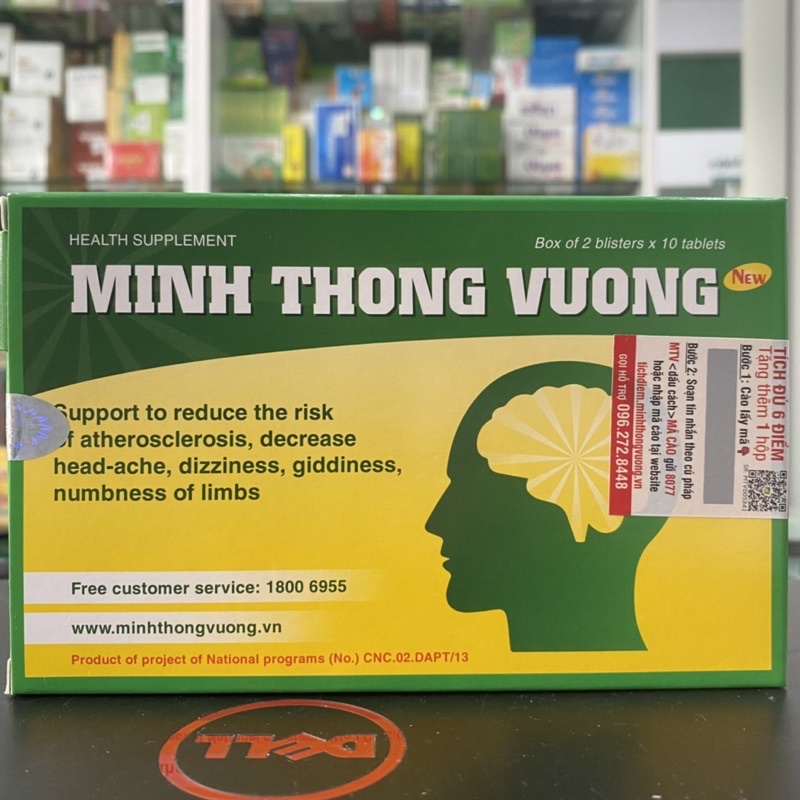 HEALTH SUPPLEMENT
Box of 2 blisters x 10 tablets
MINH THONG VUONG
NEW
Support to reduce the risk
of atherosclerosis, decrease
head-ache, dizziness, giddiness,
numbness of limbs
Free customer service: 1800 6955
www.minhthongvuong.vn
Product of project of National programs (No.) CNC.02.DAPT/13
TÍCH ĐỦ 6 ĐIỂM
Tặng thêm 1 hộp
Bước 1: Cào lấy mã
Bước 2: Soạn tin nhắn theo cú pháp
MTV <dấu cách> MÃ CÀO gửi 8077
hoặc nhập mã cào tại website
tichdiem.minhthongvuong.vn
GỌI HỖ TRỢ 096.272.8448
DELL